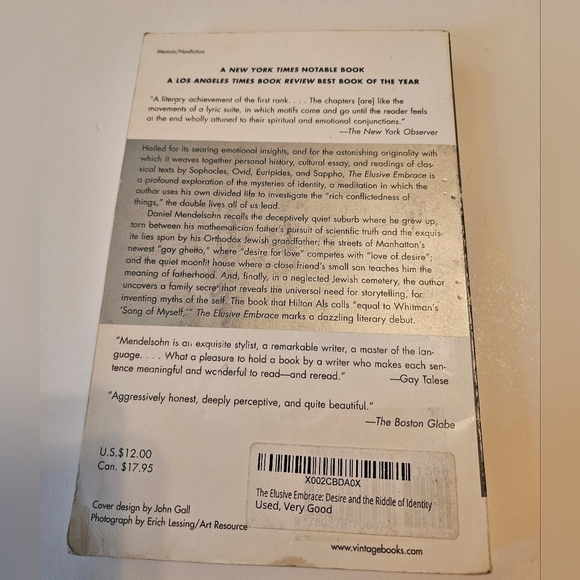 Memoir/Nonfiction
A NEW YORK TIMES NOTABLE BOOK
A LOS ANGELES TIMES BOOK REVIEW BEST BOOK OF THE YEAR
"A literary achievement of the first rank. . . . The chapters [are] like the
movements of a lyric suite, in which motifs come and go until the reader feels
at the end wholly attuned to their spiritual and emotional conjunctions."
—The New York Observer
Hailed for its searing emotional insights, and for the astonishing originality with
which it weaves together personal history, cultural essay, and readings of clas-
sical texts by Sophocles, Ovid, Euripides, and Sappho, The Elusive Embrace is
a profound exploration of the mysteries of identity, a meditation in which the
author uses his own divided life to investigate the "rich conflictedness of
things," the double lives all of us lead.
Daniel Mendelsohn recalls the deceptively quiet suburb where he grew up,
torn between his mathematician father's pursuit of scientific truth and the exquis-
ite lies spun by his Orthodox Jewish grandfather; the streets of Manhattan's
newest "gay ghetto," where "desire for love" competes with "love of desire";
and the quiet moonlit house where a close friend's small son teaches him the
meaning of fatherhood. And, finally, in a neglected Jewish cemetery, the author
uncovers a family secret that reveals the universal need for storytelling, for
inventing myths of the self. The book that Hilton Als calls "equal to Whitman's
'Song of Myself,'" The Elusive Embrace marks a dazzling literary debut.
"Mendelsohn is an exquisite stylist, a remarkable writer, a master of the lan-
guage. . . . What a pleasure to hold a book by a writer who makes each sen-
tence meaningful and wonderful to read—and reread." —Gay Talese
"Aggressively honest, deeply perceptive, and quite beautiful."
—The Boston Globe
U.S.$12.00
Can. $17.95
X002CBDA0X
The Elusive Embrace: Desire and the Riddle of Identity
Used, Very Good
Cover design by John Gall
Photograph by Erich Lessing/Art Resource
www.vintagebooks.com